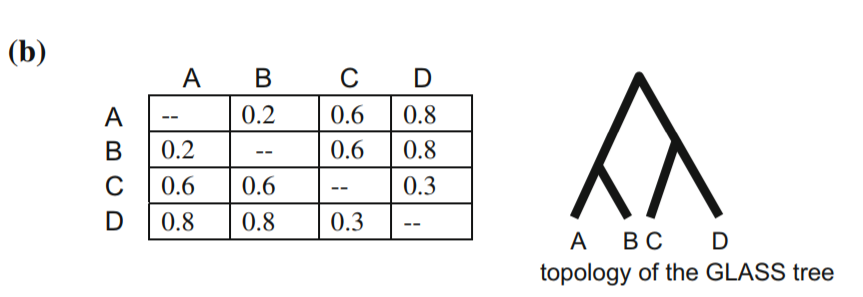 (b)
A B C D
A -- 0.2 0.6 0.8
B 0.2 -- 0.6 0.8
C 0.6 0.6 -- 0.3
D 0.8 0.8 0.3 --
A B C D
topology of the GLASS tree